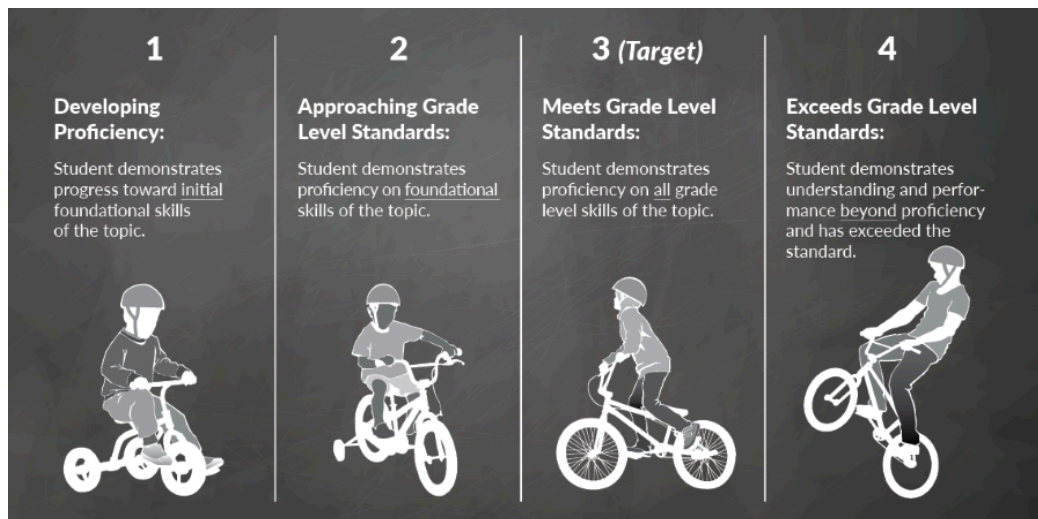 1
Developing
Proficiency:
Student demonstrates
progress toward initial
foundational skills
of the topic.
2
Approaching Grade
Level Standards:
Student demonstrates
proficiency on foundational
skills of the topic.
3 (Target)
Meets Grade Level
Standards:
Student demonstrates
proficiency on all grade
level skills of the topic.
4
Exceeds Grade Level
Standards:
Student demonstrates
understanding and perfor-
mance beyond proficiency
and has exceeded the
standard.